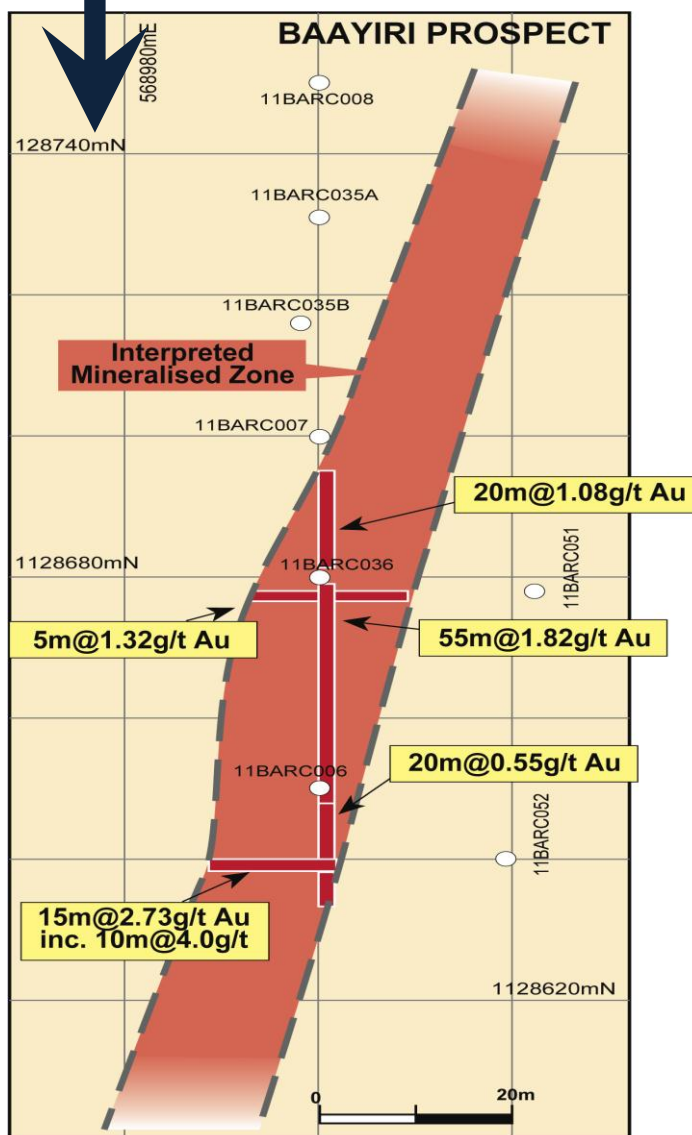 BAAYIRI PROSPECT
568980mE
11BARC008
128740mN
11BARC035A
11BARC035B
Interpreted
Mineralised Zone
11BARC007
20m@1.08g/t Au
1128680mN
11BARC036
11BARC051
5m@1.32g/t Au
55m@1.82g/t Au
20m@0.55g/t Au
11BARC006
11BARC052
15m@2.73g/t Au
inc. 10m@4.0g/t
1128620mN
0
20m